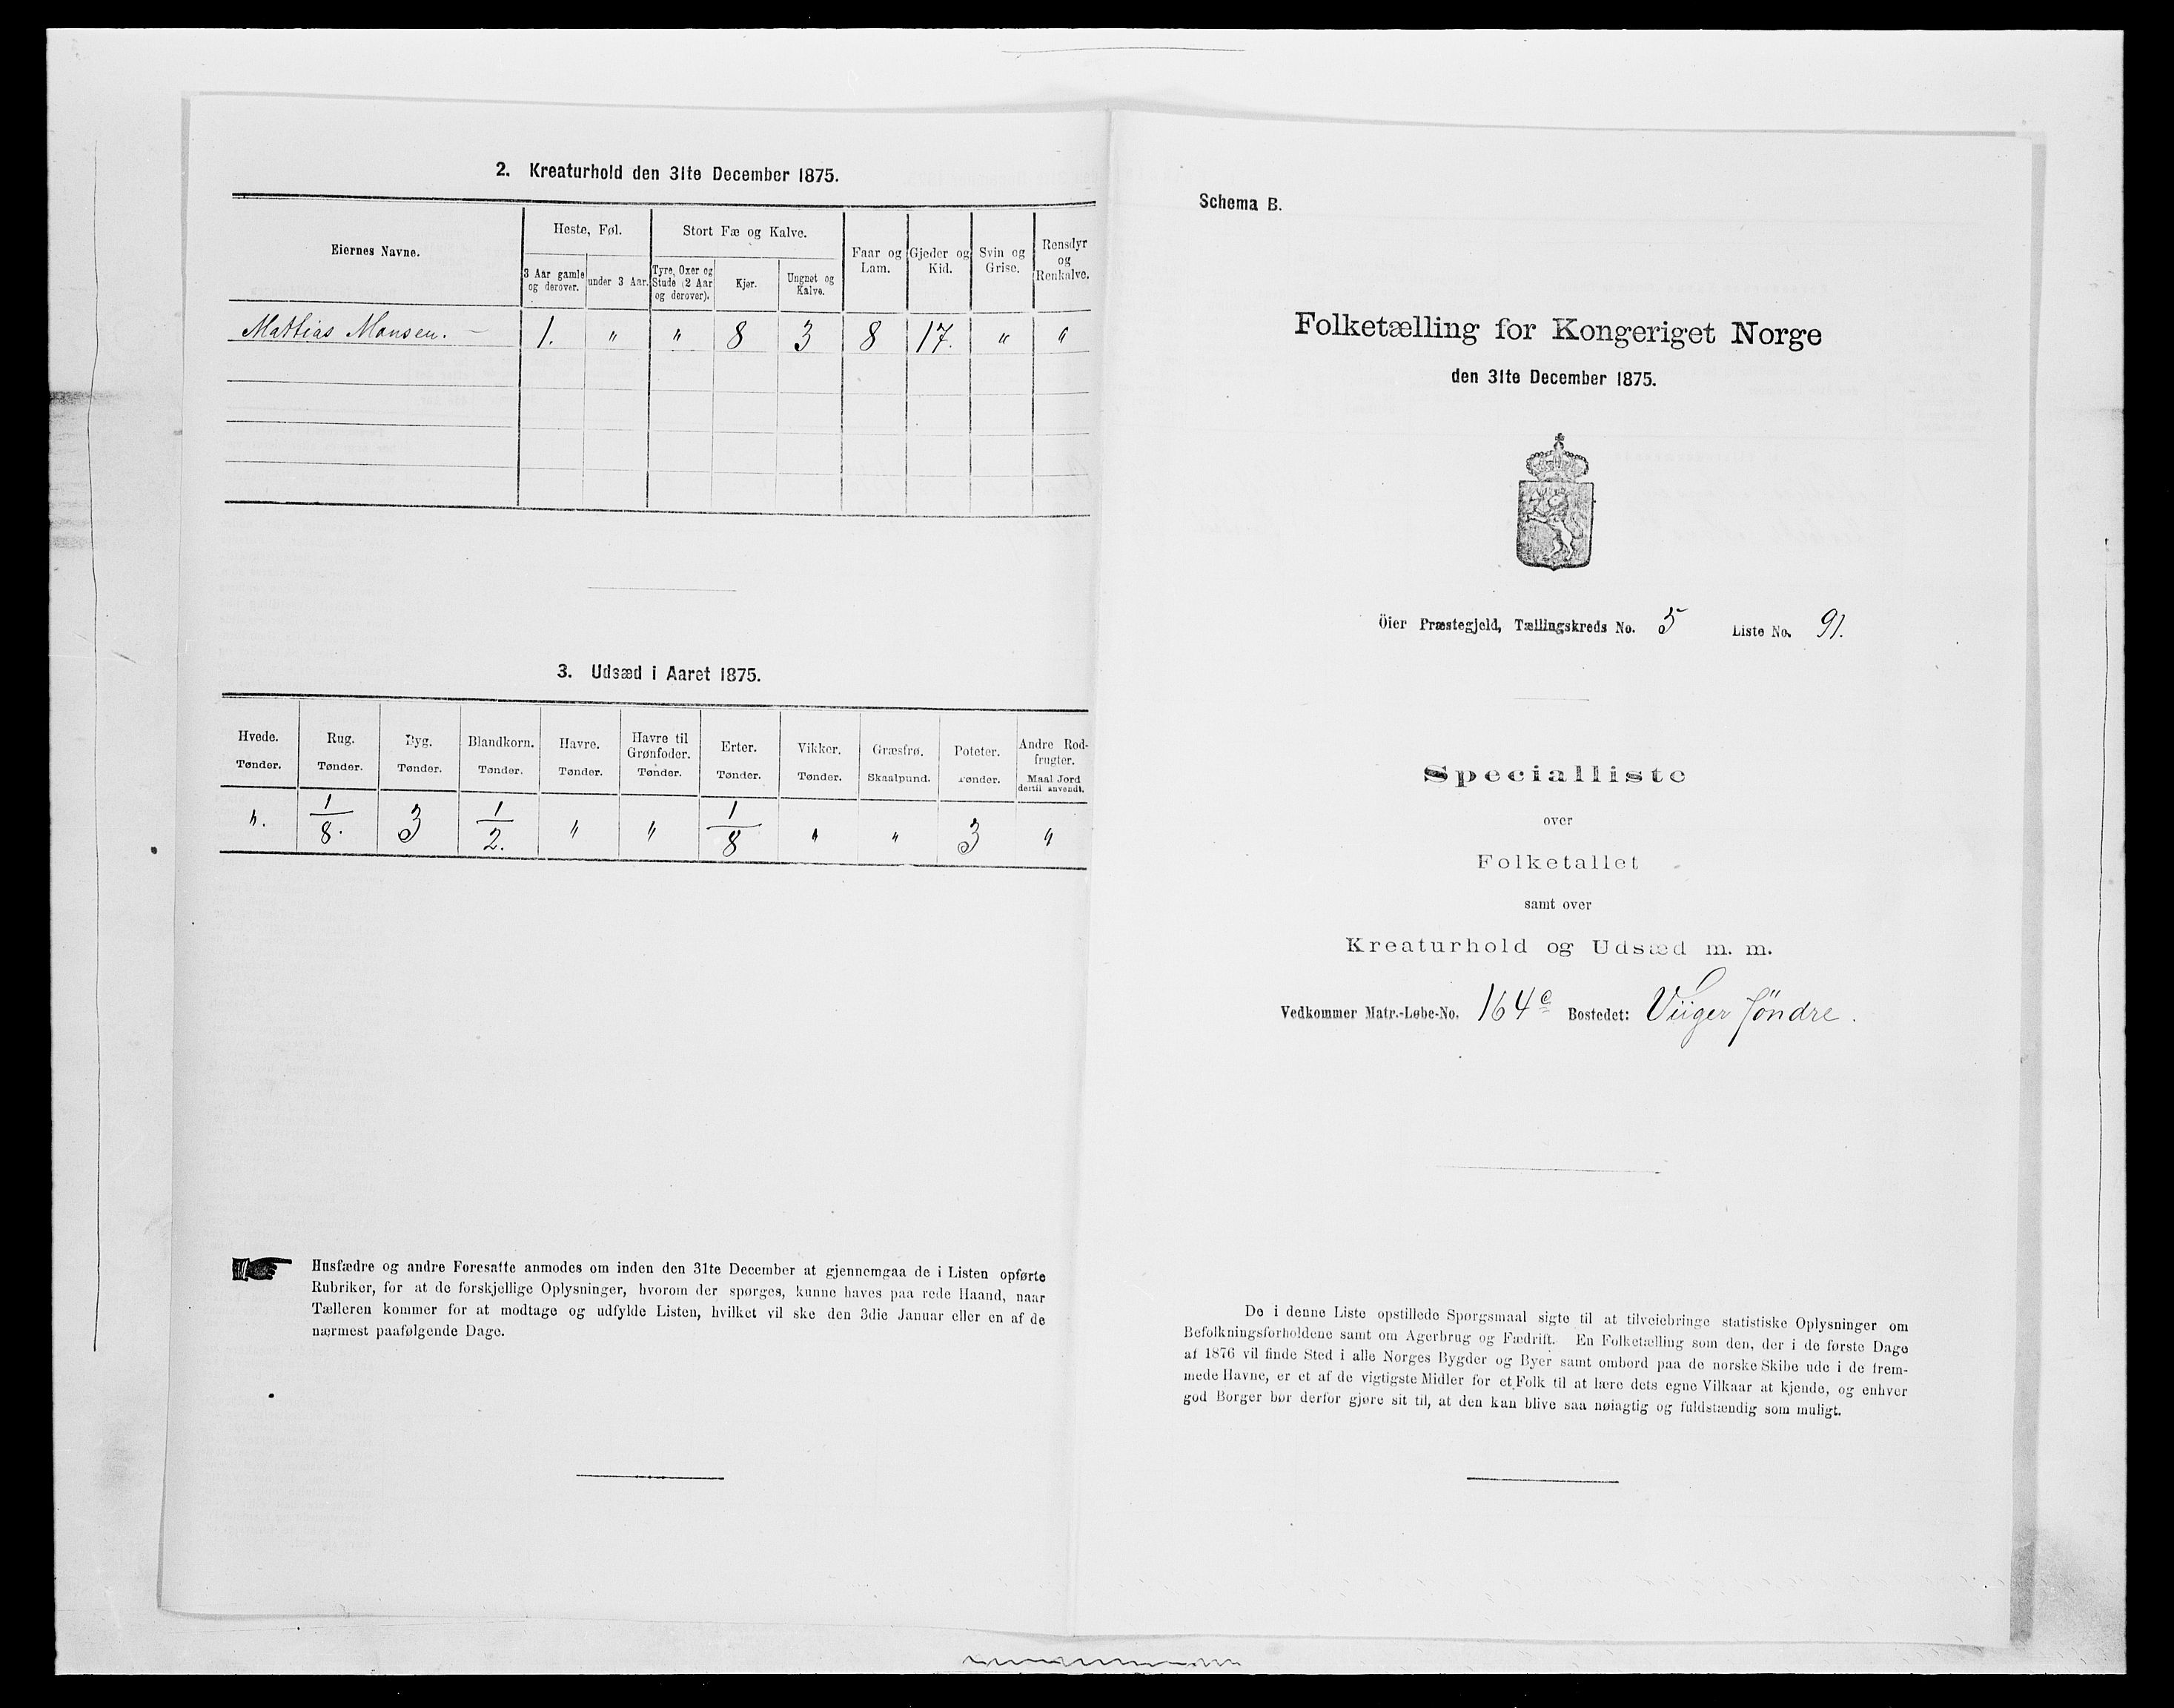 2. Kreaturhold den 31te December 1875.
Eiernes Navne.
Heste, Føl.
Stort Fæ og Kalve.
3 Aar gamle og derover.
under 3 Aar.
Tyre, Oxer og Stude (2 Aar og derover).
Kjør.
Ungnøt og Kalve.
Faar og Lam.
Gjeder og Kid.
Svin og Grise.
Rensdyr og Renkalve.
Mattias Monsen. — 1. " " 8 3 8 17. " "
3. Udsæd i Aaret 1875.
Hvede. Rug. Byg. Blandkorn. Havre. Havre til Grønfoder. Erter. Vikker. Græsfrø. Poteter. Andre Rodfrugter.
Tønder. Tønder. Tønder. Tønder. Tønder. Tønder. Tønder. Tønder. Skaalpund. Tønder. Maal Jord dertil anvendt.
". 1/8. 3 1/2. " " 1/8 " " 3 "
Husfædre og andre Foresatte anmodes om inden den 31te December at gjennemgaa de i Listen opførte
Rubriker, for at de forskjellige Oplysninger, hvorom der spørges, kunne haves paa rede Haand, naar
Tælleren kommer for at modtage og udfylde Listen, hvilket vil ske den 3die Januar eller en af de
nærmest paafølgende Dage.
Schema B.
Folketælling for Kongeriget Norge
den 31te December 1875.
Öier Præstegjeld, Tællingskreds No. 5 Liste No. 91.
Specialliste
over
Folketallet
samt over
Kreaturhold og Udsæd m. m.
Vedkommer Matr.-Løbe-No. 164c Bostedet: Viiger söndre.
De i denne Liste opstillede Spørgsmaal sigte til at tilveiebringe statistiske Oplysninger om
Befolkningsforholdene samt om Agerbrug og Fædrift. En Folketælling som den, der i de første Dage
af 1876 vil finde Sted i alle Norges Bygder og Byer samt ombord paa de norske Skibe ude i de frem-
mede Havne, er et af de vigtigste Midler for et Folk til at lære dets egne Vilkaar at kjende, og enhver
god Borger bør derfor gjøre sit til, at den kan blive saa nøiagtig og fuldstændig som muligt.